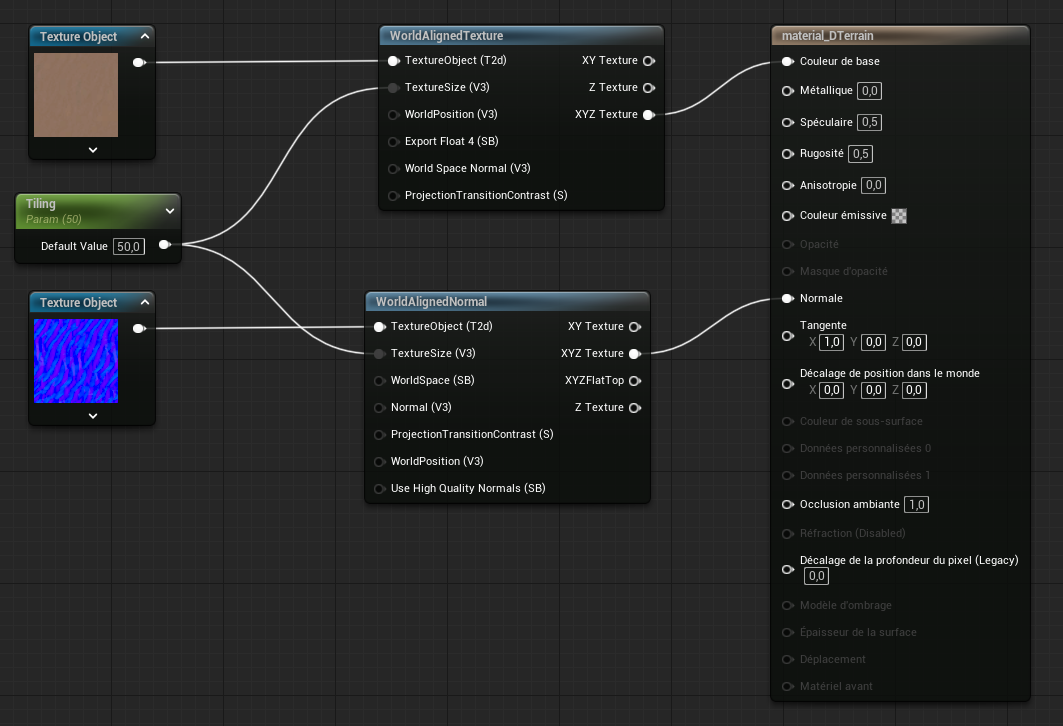 Texture Object
Tiling
Param (50)
Default Value 50,0
Texture Object
WorldAlignedTexture
TextureObject (T2d) XY Texture
TextureSize (V3) Z Texture
WorldPosition (V3) XYZ Texture
Export Float 4 (SB)
World Space Normal (V3)
ProjectionTransitionContrast (S)
WorldAlignedNormal
TextureObject (T2d) XY Texture
TextureSize (V3) XYZ Texture
WorldSpace (SB) XYZFlatTop
Normal (V3) Z Texture
ProjectionTransitionContrast (S)
WorldPosition (V3)
Use High Quality Normals (SB)
material_DTerrain
Couleur de base
Métallique 0,0
Spéculaire 0,5
Rugosité 0,5
Anisotropie 0,0
Couleur émissive
Opacité
Masque d'opacité
Normale
Tangente
X 1,0 Y 0,0 Z 0,0
Décalage de position dans le monde
X 0,0 Y 0,0 Z 0,0
Couleur de sous-surface
Données personnalisées 0
Données personnalisées 1
Occlusion ambiante 1,0
Réfraction (Disabled)
Décalage de la profondeur du pixel (Legacy)
0,0
Modèle d'ombrage
Épaisseur de la surface
Déplacement
Matériel avant